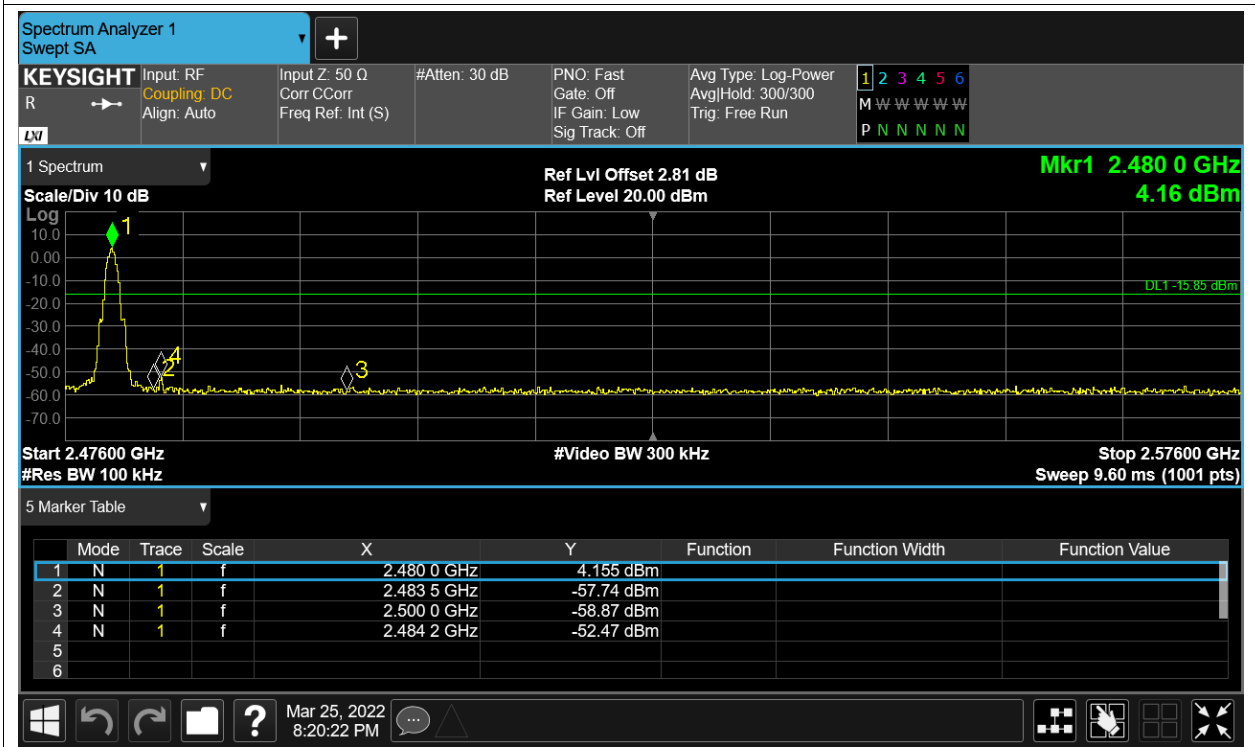 Spectrum Analyzer 1
Swept SA
KEYSIGHT Input: RF Input Z: 50 Ω #Atten: 30 dB PNO: Fast Avg Type: Log-Power 1 2 3 4 5 6
R Coupling: DC Corr CCorr Gate: Off Avg|Hold: 300/300 M W W W W W W
Align: Auto Freq Ref: Int (S) IF Gain: Low Trig: Free Run
LXI Sig Track: Off P N N N N N N
1 Spectrum Ref Lvl Offset 2.81 dB Mkr1 2.480 0 GHz
Scale/Div 10 dB Ref Level 20.00 dBm 4.16 dBm
Log
1
10.0
0.00
-10.0
DL1 -15.85 dBm
-20.0
-30.0
-40.0
4
-50.0
2 3
-60.0
-70.0
Start 2.47600 GHz #Video BW 300 kHz Stop 2.57600 GHz
#Res BW 100 kHz Sweep 9.60 ms (1001 pts)
5 Marker Table
Mode Trace Scale X Y Function Function Width Function Value
1 N 1 f 2.480 0 GHz 4.155 dBm
2 N 1 f 2.483 5 GHz -57.74 dBm
3 N 1 f 2.500 0 GHz -58.87 dBm
4 N 1 f 2.484 2 GHz -52.47 dBm
5
6
? Mar 25, 2022
8:20:22 PM